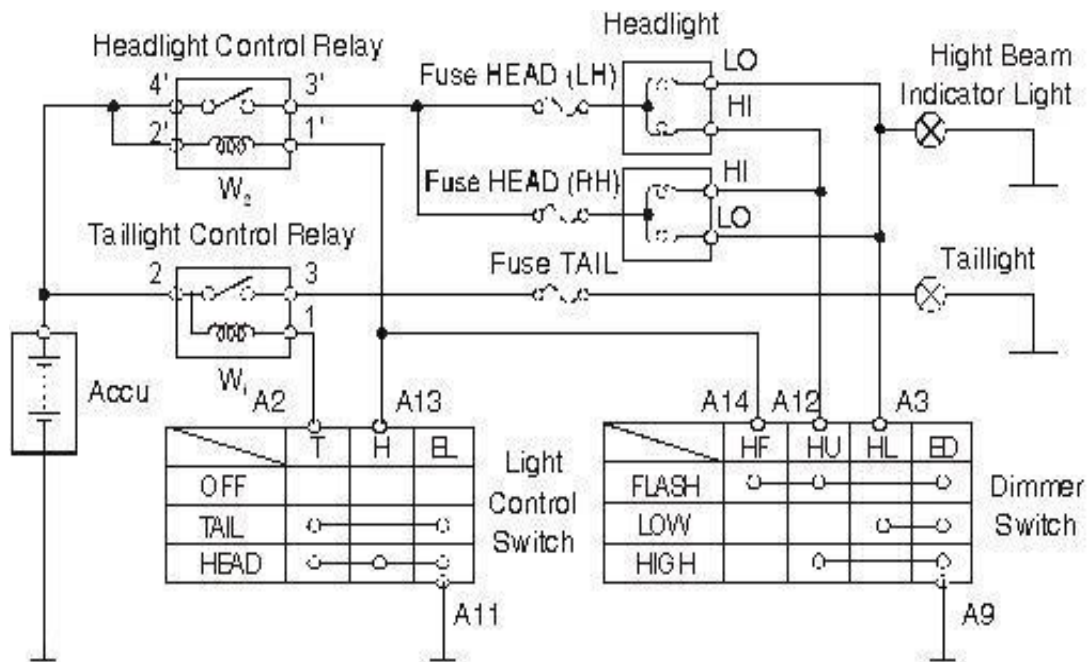 Headlight
Headlight Control Relay
LO
Hight Beam
Indicator Light
4'
3'
Fuse HEAD (LH)
HI
2'
1'
W2
Fuse HEAD (RH)
HI
LO
Taillight Control Relay
Fuse TAIL
Taillight
2
3
1
W1
Accu
A2
A13
A14
A12
A3
T
H
EL
HF
HU
HL
ED
OFF
TAIL
HEAD
Light
Control
Switch
FLASH
LOW
HIGH
Dimmer
Switch
A11
A9